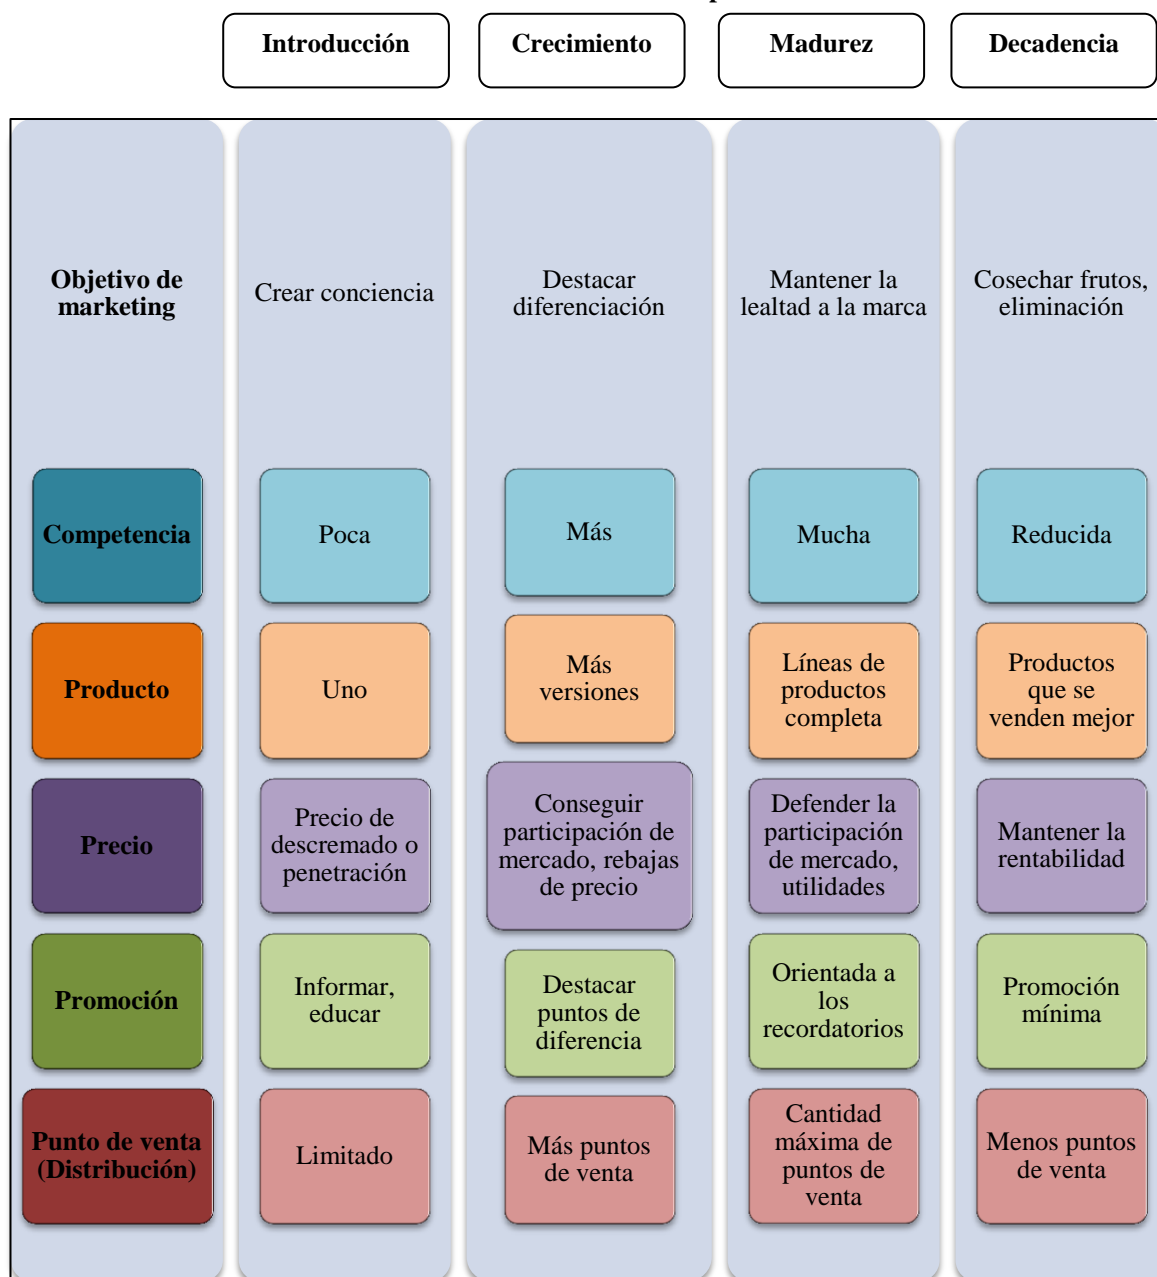 Introducción
Crecimiento
Madurez
Decadencia
Objetivo de
marketing
Crear conciencia
Destacar
diferenciación
Mantener la
lealtad a la marca
Cosechar frutos,
eliminación
Competencia
Poca
Más
Mucha
Reducida
Producto
Uno
Más
versiones
Líneas de
productos
completa
Productos
que se
venden mejor
Precio
Precio de
descremado o
penetración
Conseguir
participación de
mercado, rebajas
de precio
Defender la
participación
de mercado,
utilidades
Mantener la
rentabilidad
Promoción
Informar,
educar
Destacar
puntos de
diferencia
Orientada a
los
recordatorios
Promoción
mínima
Punto de venta
(Distribución)
Limitado
Más puntos
de venta
Cantidad
máxima de
puntos de
venta
Menos puntos
de venta